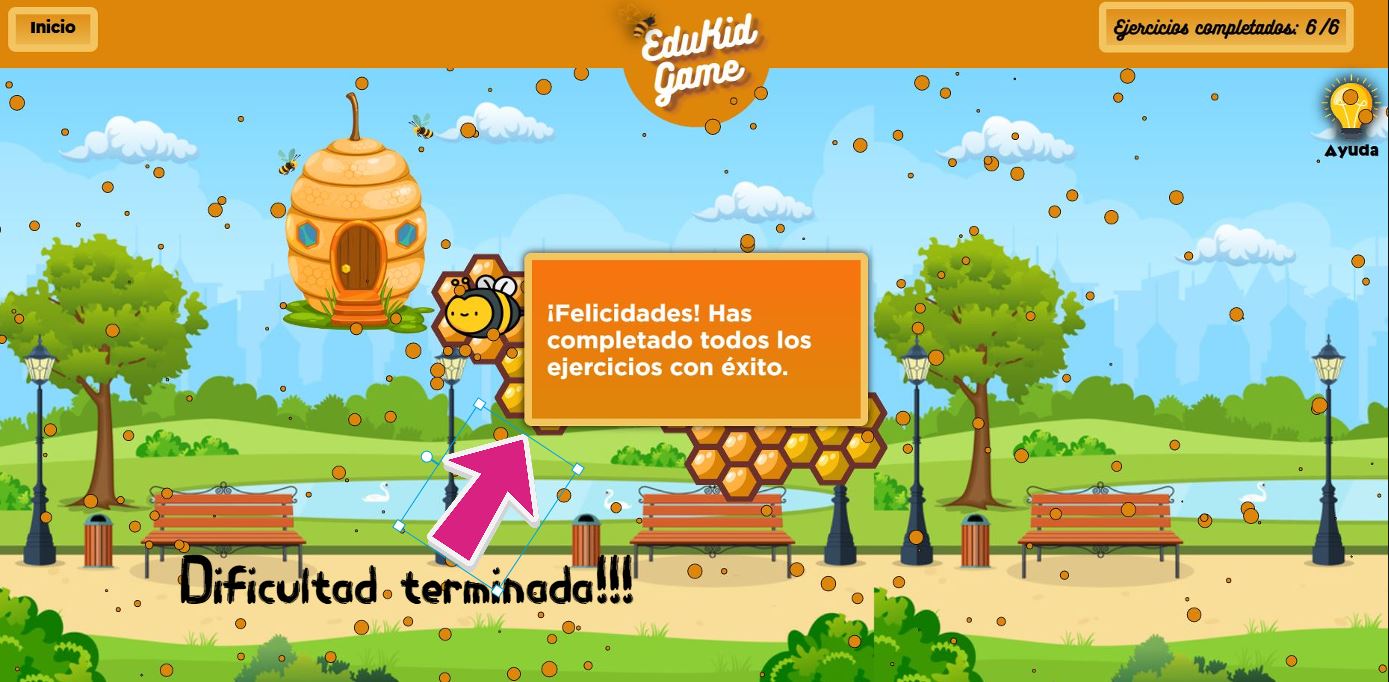 Inicio
EduKid
Game
Ejercicios completados: 6/6
Ayuda
¡Felicidades! Has
completado todos los
ejercicios con éxito.
Dificultad terminada!!!